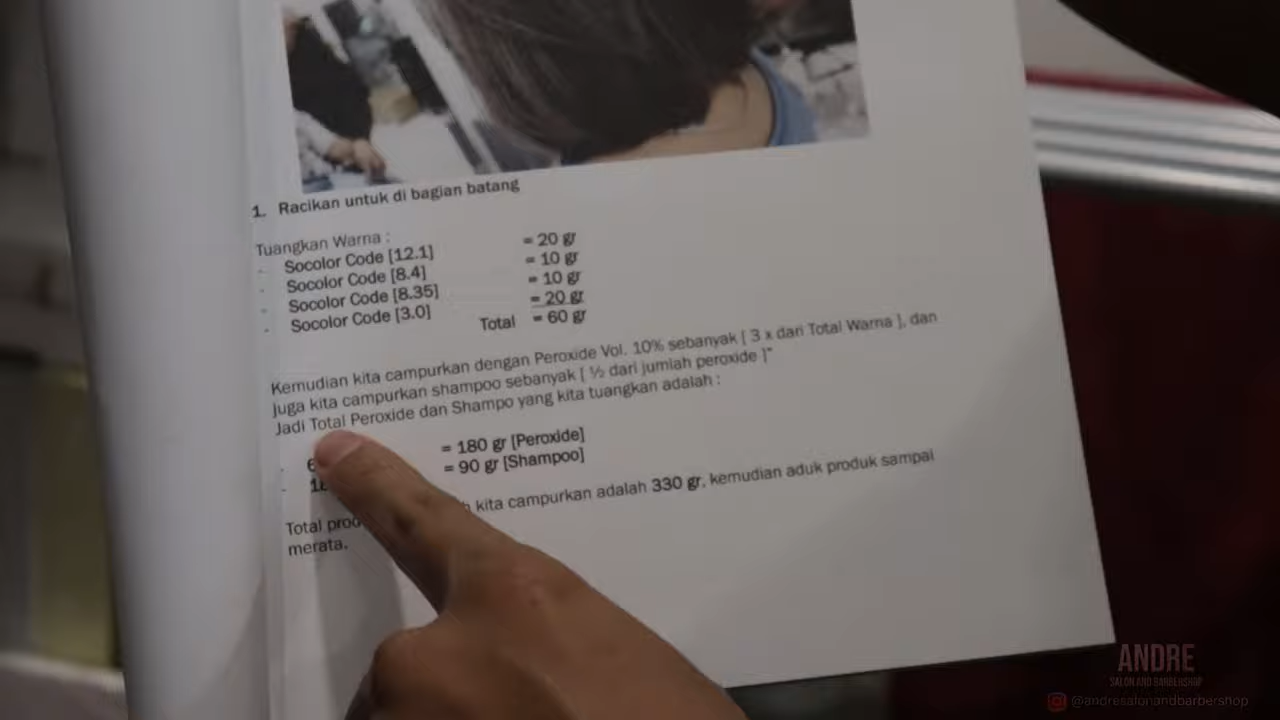 1. Racikan untuk di bagian batang
Tuangkan Warna :
- Socolor Code [12.1] = 20 gr
- Socolor Code [8.4] = 10 gr
- Socolor Code [8.35] = 10 gr
- Socolor Code [3.0] = 20 gr
Total = 60 gr
Kemudian kita campurkan dengan Peroxide Vol. 10% sebanyak [ 3 x dari Total Warna ], dan
juga kita campurkan shampoo sebanyak [ ½ dari jumlah peroxide ]"
Jadi Total Peroxide dan Shampo yang kita tuangkan adalah :
- = 180 gr [Peroxide]
- = 90 gr [Shampoo]
Total kita campurkan adalah 330 gr, kemudian aduk produk sampai
merata.
ANDRE
SALON AND BARBERSHOP
@andresalonandbarbershop